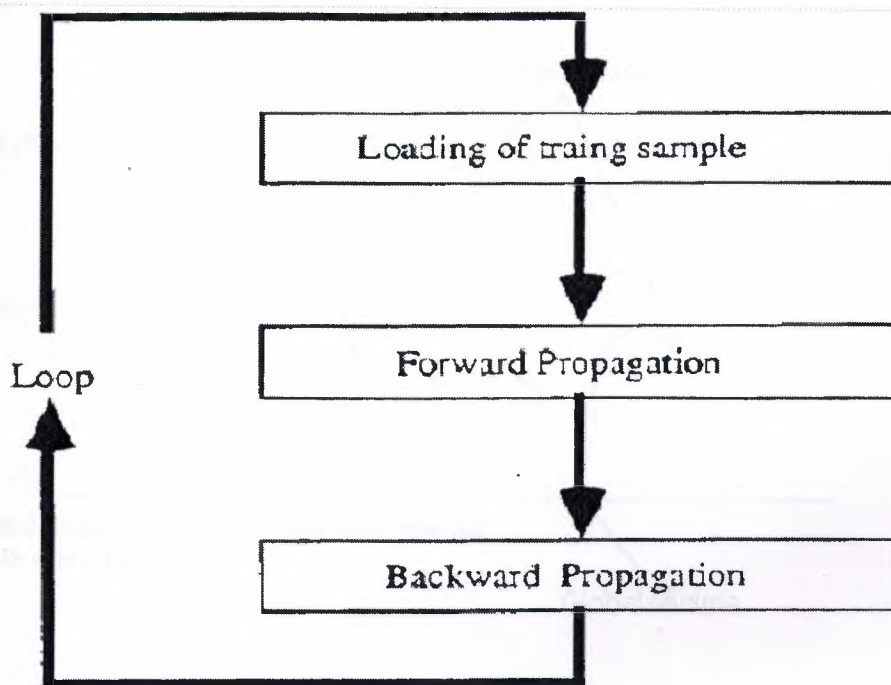 Loading of traing sample
Forward Propagation
Loop
Backward Propagation